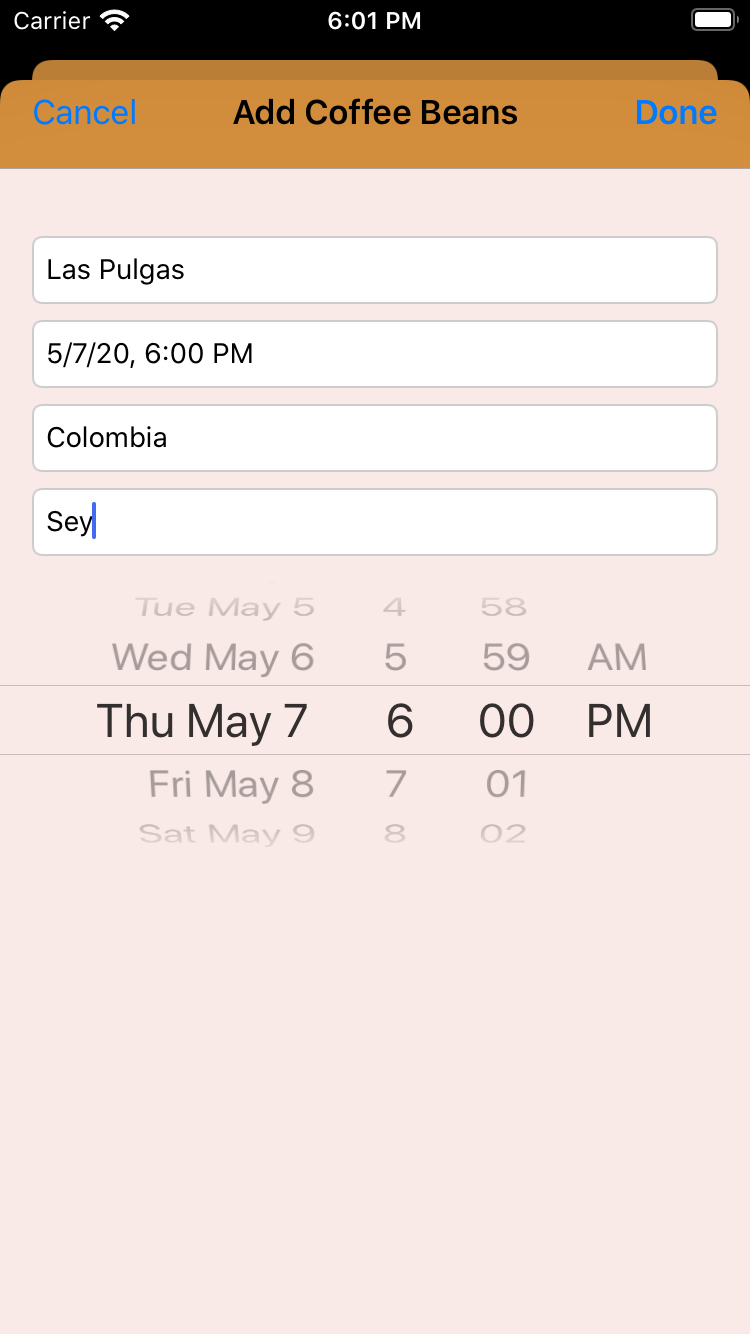 Carrier 6:01 PM
Cancel Add Coffee Beans Done
Las Pulgas
5/7/20, 6:00 PM
Colombia
Sey
Tue May 5 4 58
Wed May 6 5 59 AM
Thu May 7 6 00 PM
Fri May 8 7 01
Sat May 9 8 02